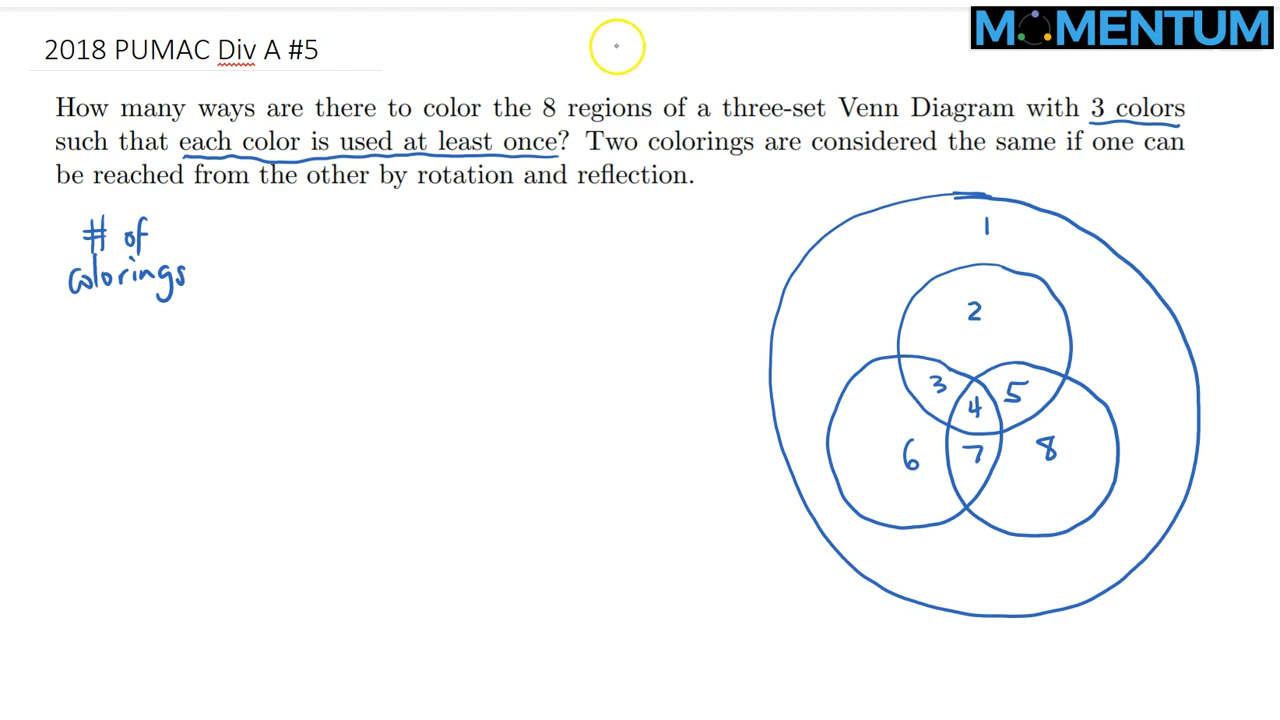 MOMENTUM
2018 PUMAC Div A #5
How many ways are there to color the 8 regions of a three-set Venn Diagram with 3 colors
such that each color is used at least once? Two colorings are considered the same if one can
be reached from the other by rotation and reflection.
# of
colorings
1
2
3
5
4
6
7
8